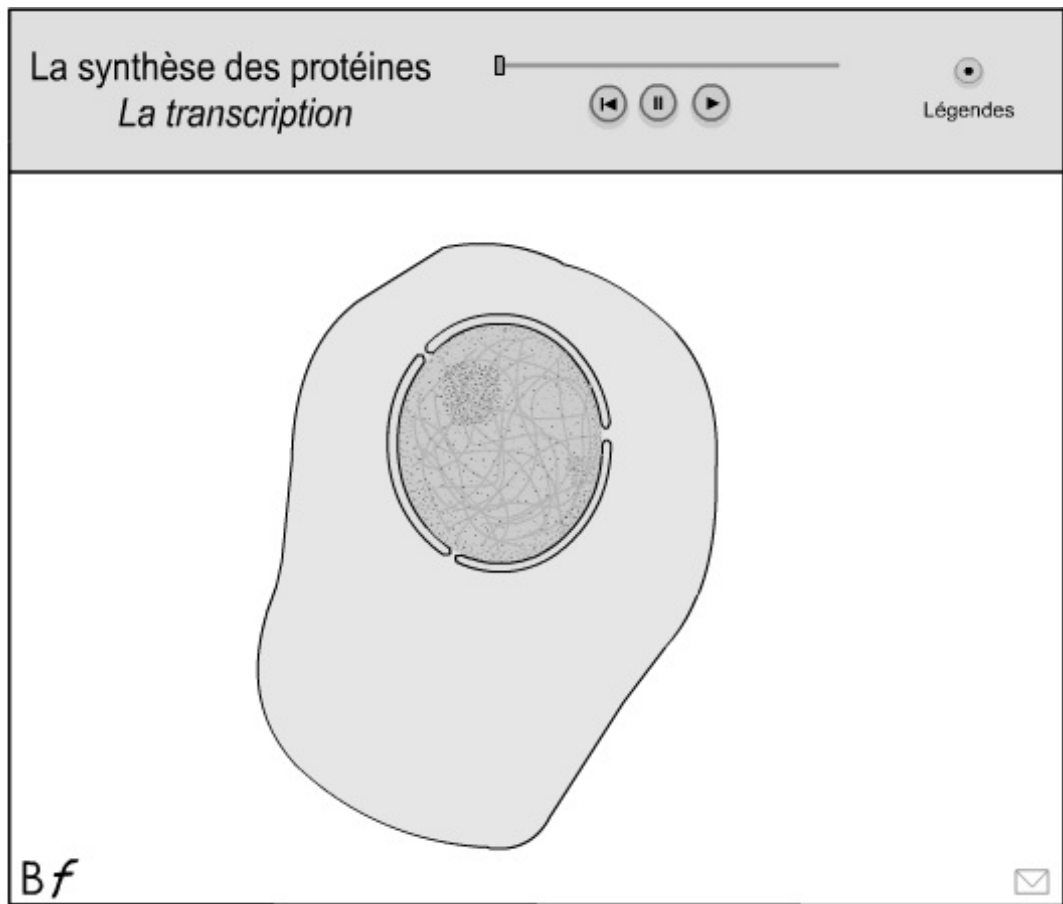 La synthèse des protéines
La transcription
Légendes
Bf